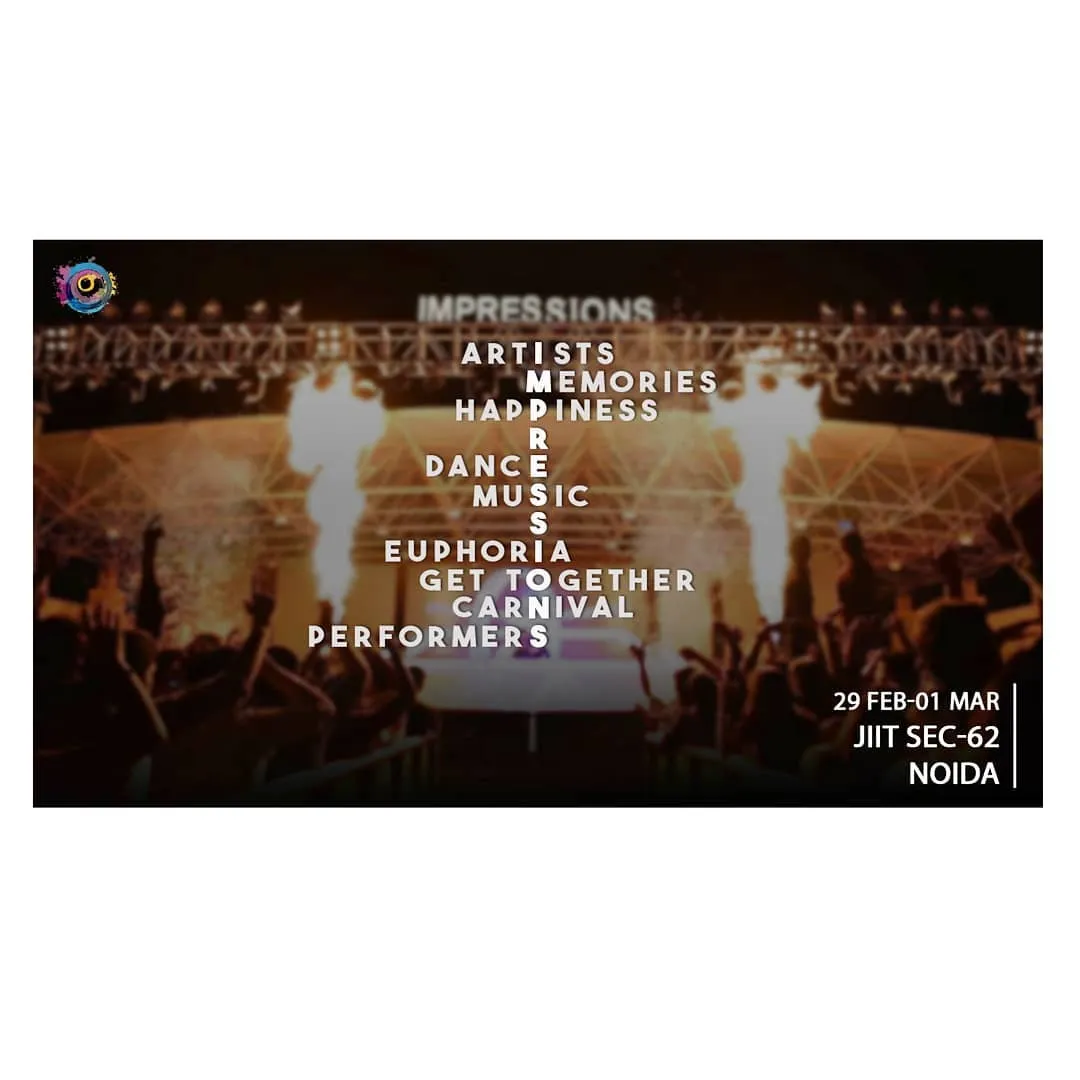 IMPRESSIONS
ARTISTS
MEMORIES
HAPPINESS
R
DANCE
MUSIC
S
EUPHORIA
GET TOGETHER
CARNIVAL
PERFORMERS
29 FEB-01 MAR
JIIT SEC-62
NOIDA